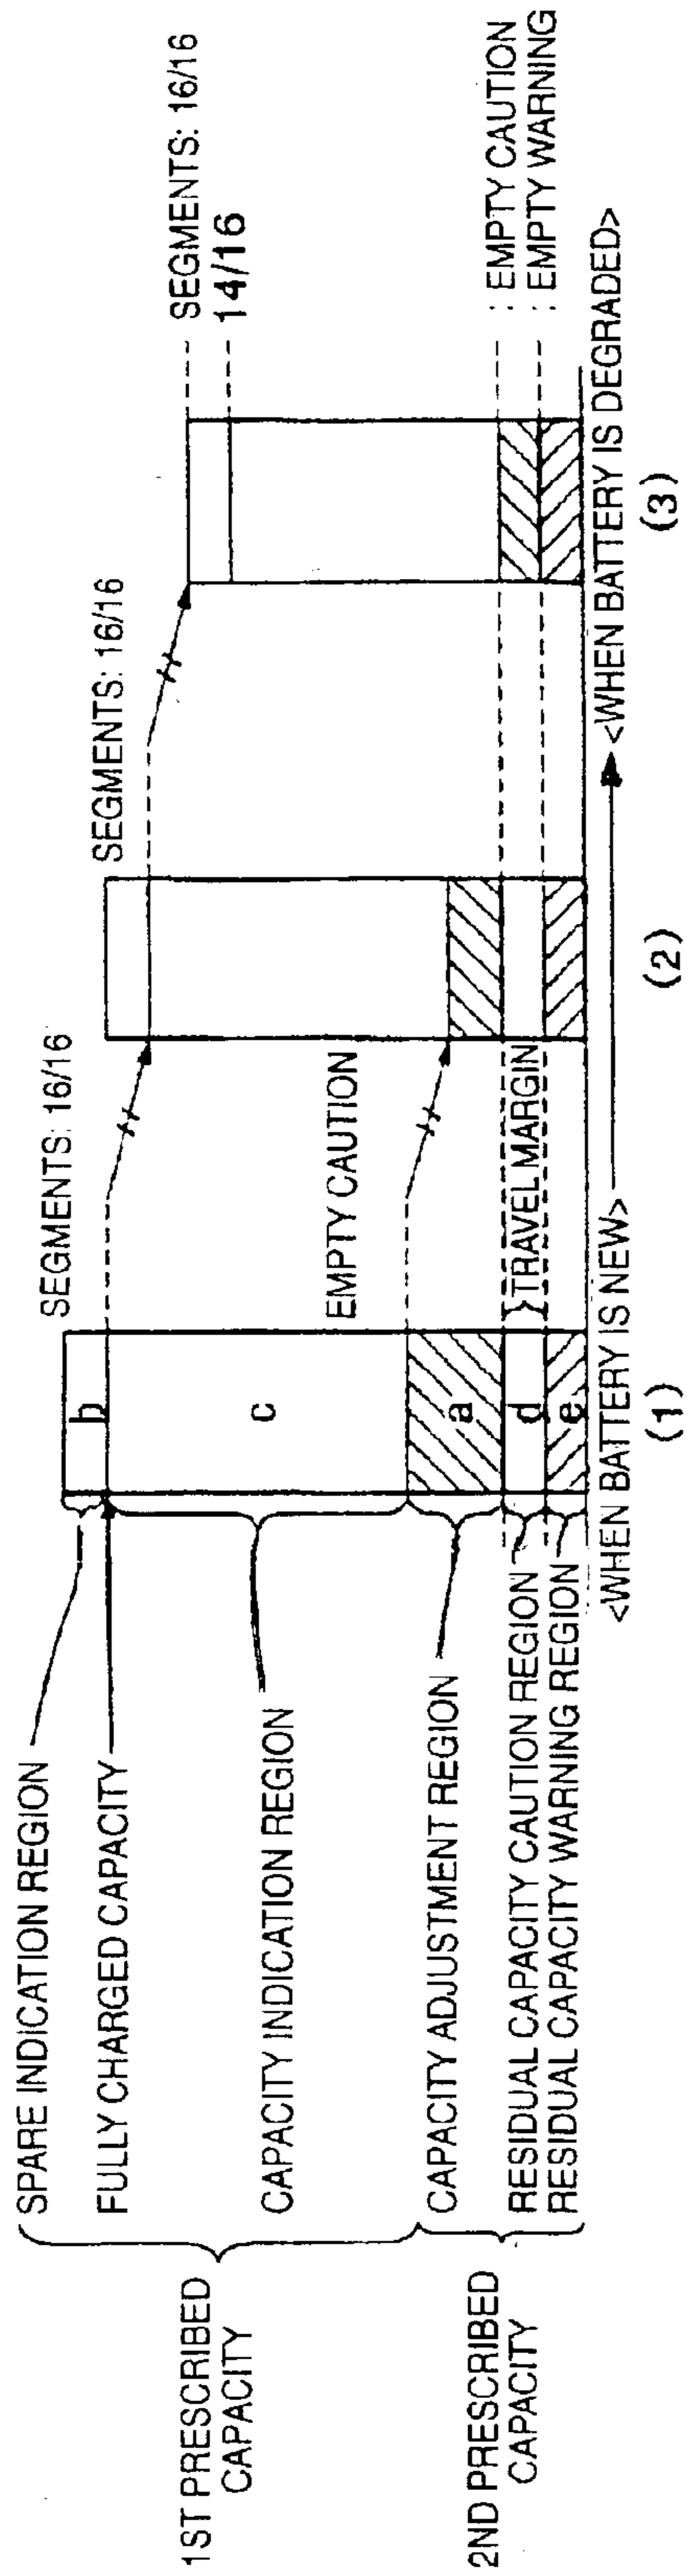 1ST PRESCRIBED
CAPACITY
2ND PRESCRIBED
CAPACITY
SPARE INDICATION REGION
FULLY CHARGED CAPACITY
CAPACITY INDICATION REGION
CAPACITY ADJUSTMENT REGION
RESIDUAL CAPACITY CAUTION REGION
RESIDUAL CAPACITY WARNING REGION
b
c
a
d
e
<WHEN BATTERY IS NEW>
(1)
SEGMENTS: 16/16
EMPTY CAUTION
TRAVEL MARGIN
(2)
SEGMENTS: 16/16
<WHEN BATTERY IS DEGRADED>
(3)
SEGMENTS: 16/16
14/16
: EMPTY CAUTION
: EMPTY WARNING